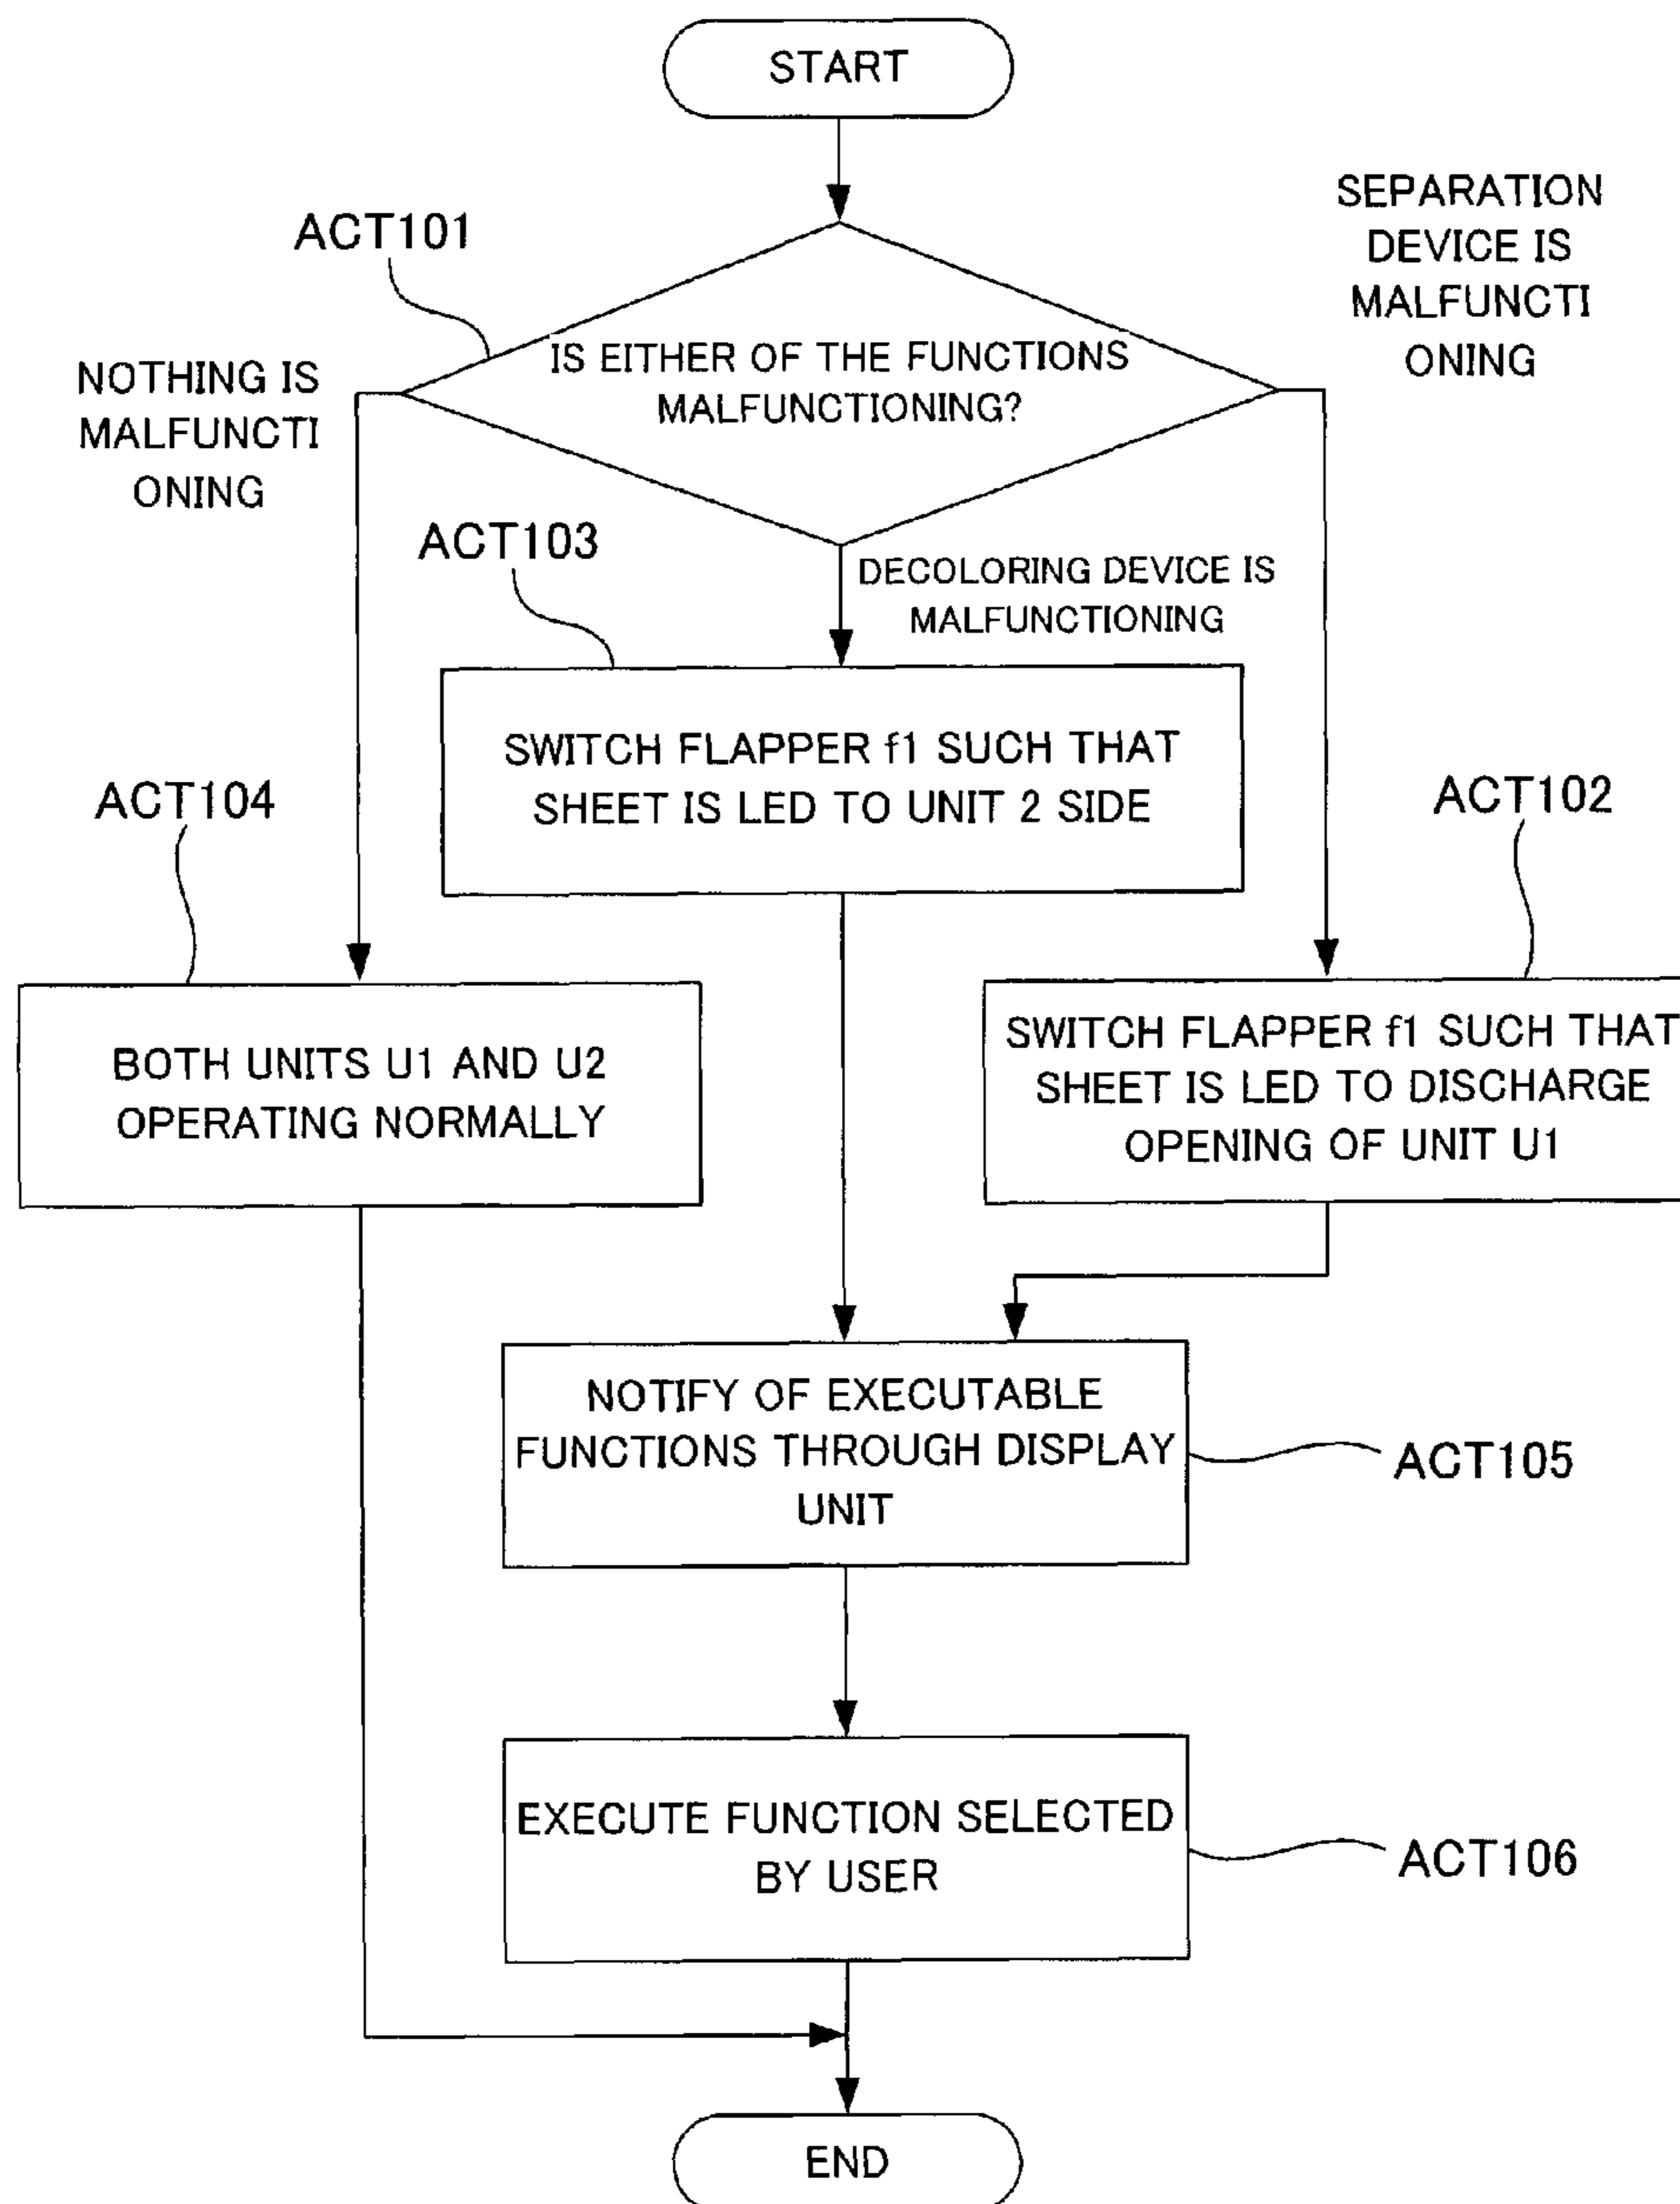 START
ACT101
SEPARATION
DEVICE IS
MALFUNCTI
ONING
IS EITHER OF THE FUNCTIONS
MALFUNCTIONING?
NOTHING IS
MALFUNCTI
ONING
ACT103
DECOLORING DEVICE IS
MALFUNCTIONING
SWITCH FLAPPER f1 SUCH THAT
SHEET IS LED TO UNIT 2 SIDE
ACT104
ACT102
BOTH UNITS U1 AND U2
OPERATING NORMALLY
SWITCH FLAPPER f1 SUCH THAT
SHEET IS LED TO DISCHARGE
OPENING OF UNIT U1
NOTIFY OF EXECUTABLE
FUNCTIONS THROUGH DISPLAY
UNIT
ACT105
EXECUTE FUNCTION SELECTED
BY USER
ACT106
END